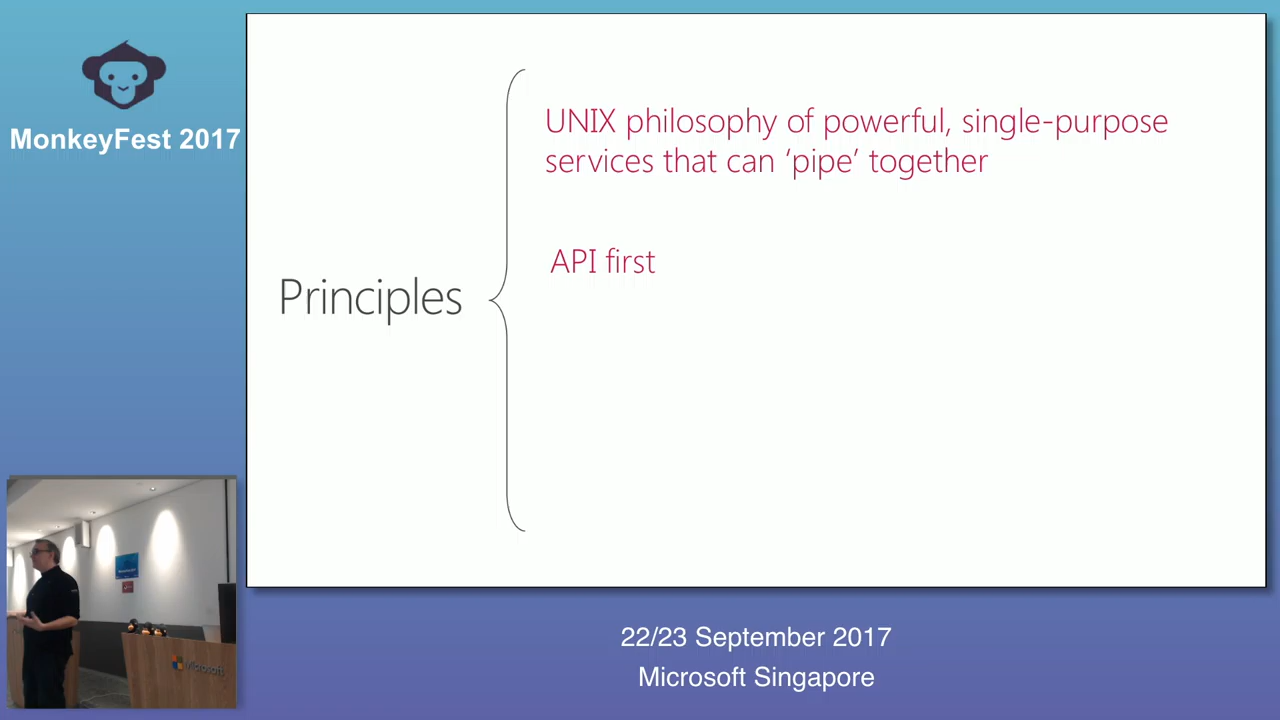 MonkeyFest 2017
UNIX philosophy of powerful, single-purpose
services that can ‘pipe’ together
API first
Principles
22/23 September 2017
Microsoft Singapore
Microsoft